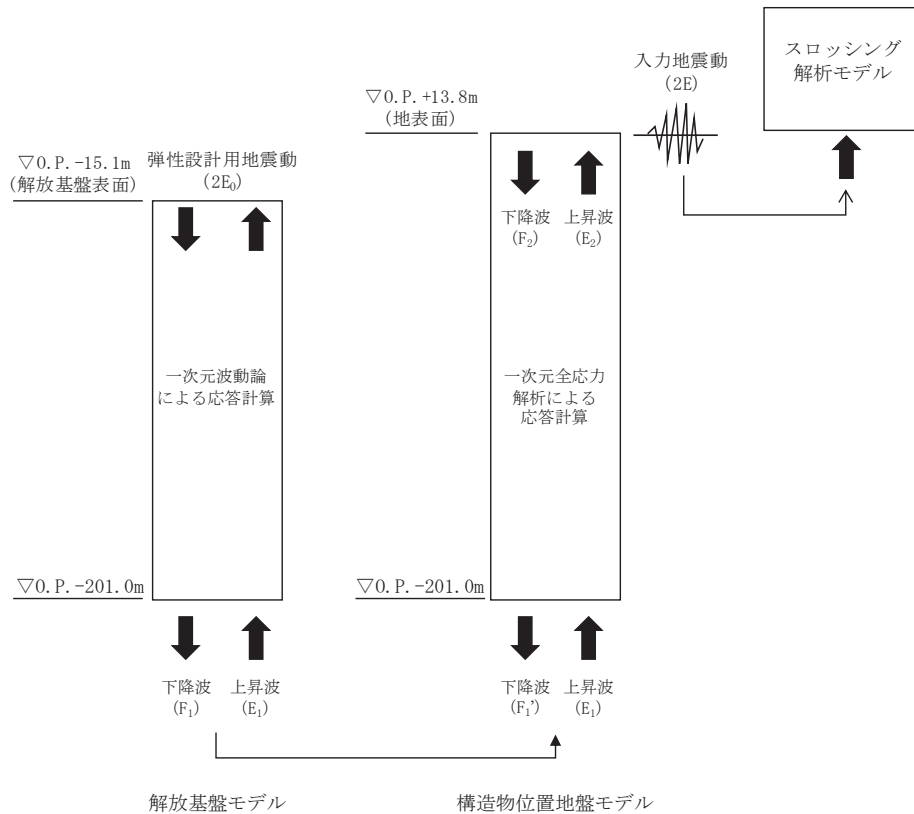 スロッシング
解析モデル
入力地震動
(2E)
▽O.P.+13.8m
(地表面)
弾性設計用地震動
(2E₀)
▽O.P.-15.1m
(解放基盤表面)
下降波
(F₂)
上昇波
(E₂)
一次元波動論
による応答計算
一次元全応力
解析による
応答計算
▽O.P.-201.0m
▽O.P.-201.0m
下降波
(F₁)
上昇波
(E₁)
下降波
(F₁')
上昇波
(E₁)
解放基盤モデル
構造物位置地盤モデル